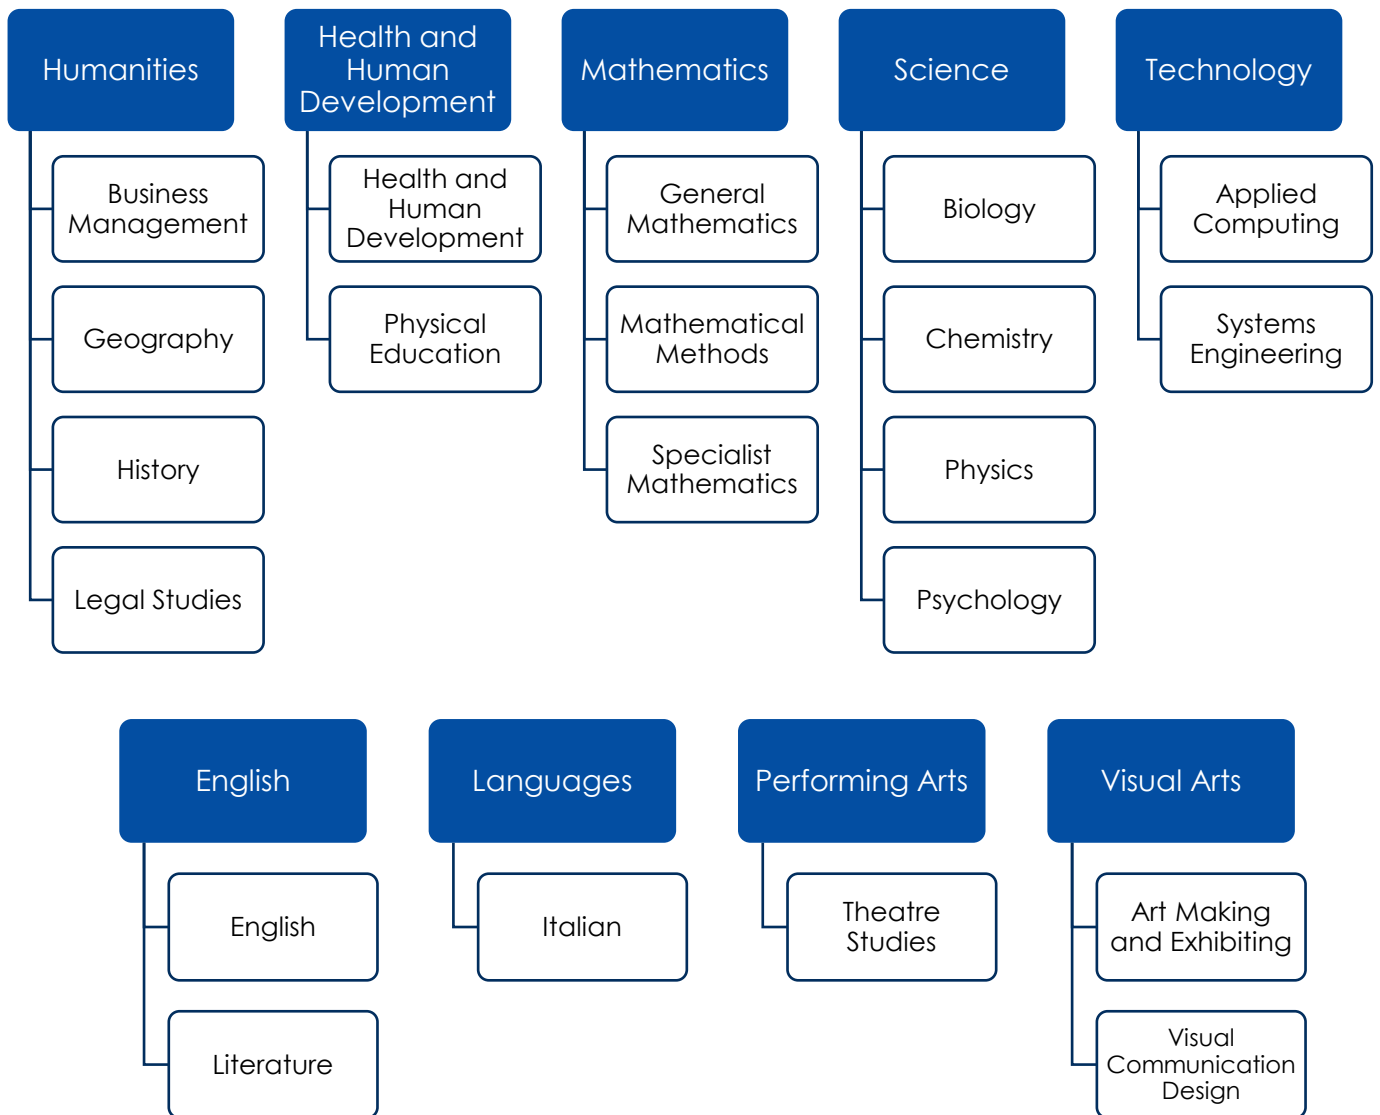 Humanities
Business
Management
Geography
History
Legal Studies
Health and
Human
Development
Health and
Human
Development
Physical
Education
Mathematics
General
Mathematics
Mathematical
Methods
Specialist
Mathematics
Science
Biology
Chemistry
Physics
Psychology
Technology
Applied
Computing
Systems
Engineering
English
English
Literature
Languages
Italian
Performing Arts
Theatre
Studies
Visual Arts
Art Making
and Exhibiting
Visual
Communication
Design